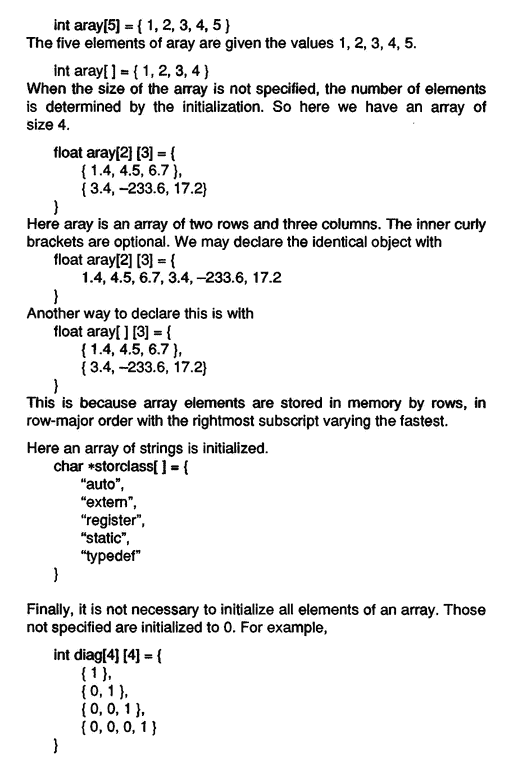 int aray[5] = { 1, 2, 3, 4, 5 }
The five elements of aray are given the values 1, 2, 3, 4, 5.
int aray[ ] = { 1, 2, 3, 4 }
When the size of the array is not specified, the number of elements
is determined by the initialization. So here we have an array of
size 4.
float aray[2] [3] = {
{ 1.4, 4.5, 6.7 },
{ 3.4, –233.6, 17.2}
}
Here aray is an array of two rows and three columns. The inner curly
brackets are optional. We may declare the identical object with
float aray[2] [3] = {
1.4, 4.5, 6.7, 3.4, –233.6, 17.2
}
Another way to declare this is with
float aray[ ] [3] = {
{ 1.4, 4.5, 6.7 },
{ 3.4, –233.6, 17.2}
}
This is because array elements are stored in memory by rows, in
row-major order with the rightmost subscript varying the fastest.
Here an array of strings is initialized.
char *storclass[ ] = {
“auto”,
“extern”,
“register”,
“static”,
“typedef”
}
Finally, it is not necessary to initialize all elements of an array. Those
not specified are initialized to 0. For example,
int diag[4] [4] = {
{ 1 },
{ 0, 1 },
{ 0, 0, 1 },
{ 0, 0, 0, 1 }
}